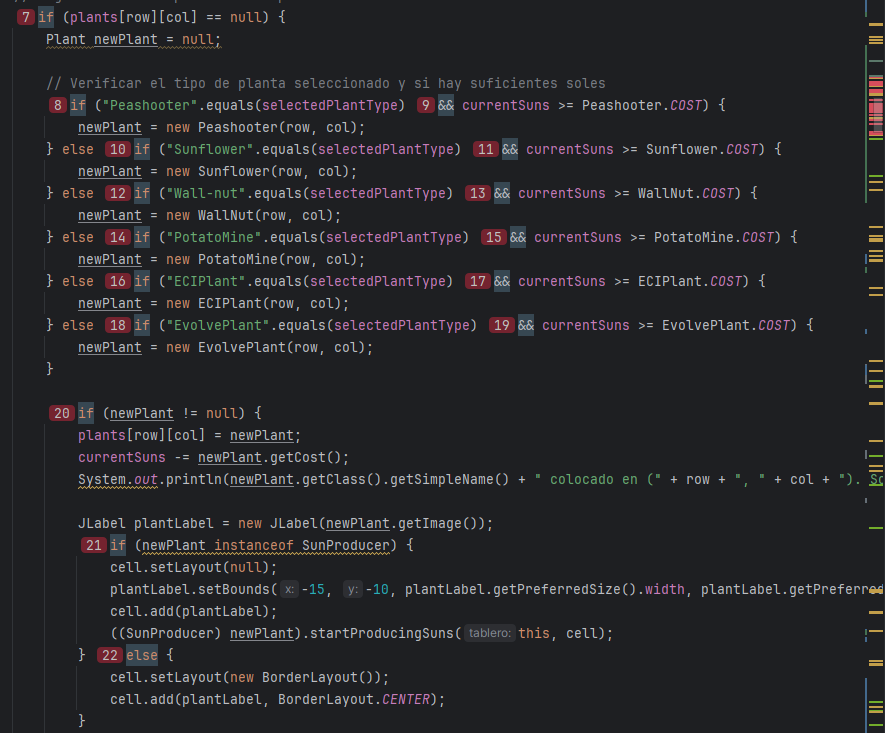 7 if (plants[row][col] == null) {
Plant newPlant = null;
// Verificar el tipo de planta seleccionado y si hay suficientes soles
8 if ("Peashooter".equals(selectedPlantType) 9 && currentSuns >= Peashooter.COST) {
newPlant = new Peashooter(row, col);
} else 10 if ("Sunflower".equals(selectedPlantType) 11 && currentSuns >= Sunflower.COST) {
newPlant = new Sunflower(row, col);
} else 12 if ("Wall-nut".equals(selectedPlantType) 13 && currentSuns >= WallNut.COST) {
newPlant = new WallNut(row, col);
} else 14 if ("PotatoMine".equals(selectedPlantType) 15 && currentSuns >= PotatoMine.COST) {
newPlant = new PotatoMine(row, col);
} else 16 if ("ECIPlant".equals(selectedPlantType) 17 && currentSuns >= ECIPlant.COST) {
newPlant = new ECIPlant(row, col);
} else 18 if ("EvolvePlant".equals(selectedPlantType) 19 && currentSuns >= EvolvePlant.COST) {
newPlant = new EvolvePlant(row, col);
}
20 if (newPlant != null) {
plants[row][col] = newPlant;
currentSuns -= newPlant.getCost();
System.out.println(newPlant.getClass().getSimpleName() + " colocado en (" + row + ", " + col + "). So
JLabel plantLabel = new JLabel(newPlant.getImage());
21 if (newPlant instanceof SunProducer) {
cell.setLayout(null);
plantLabel.setBounds( x: -15, y: -10, plantLabel.getPreferredSize().width, plantLabel.getPreferred
cell.add(plantLabel);
((SunProducer) newPlant).startProducingSuns( tablero: this, cell);
} 22 else {
cell.setLayout(new BorderLayout());
cell.add(plantLabel, BorderLayout.CENTER);
}